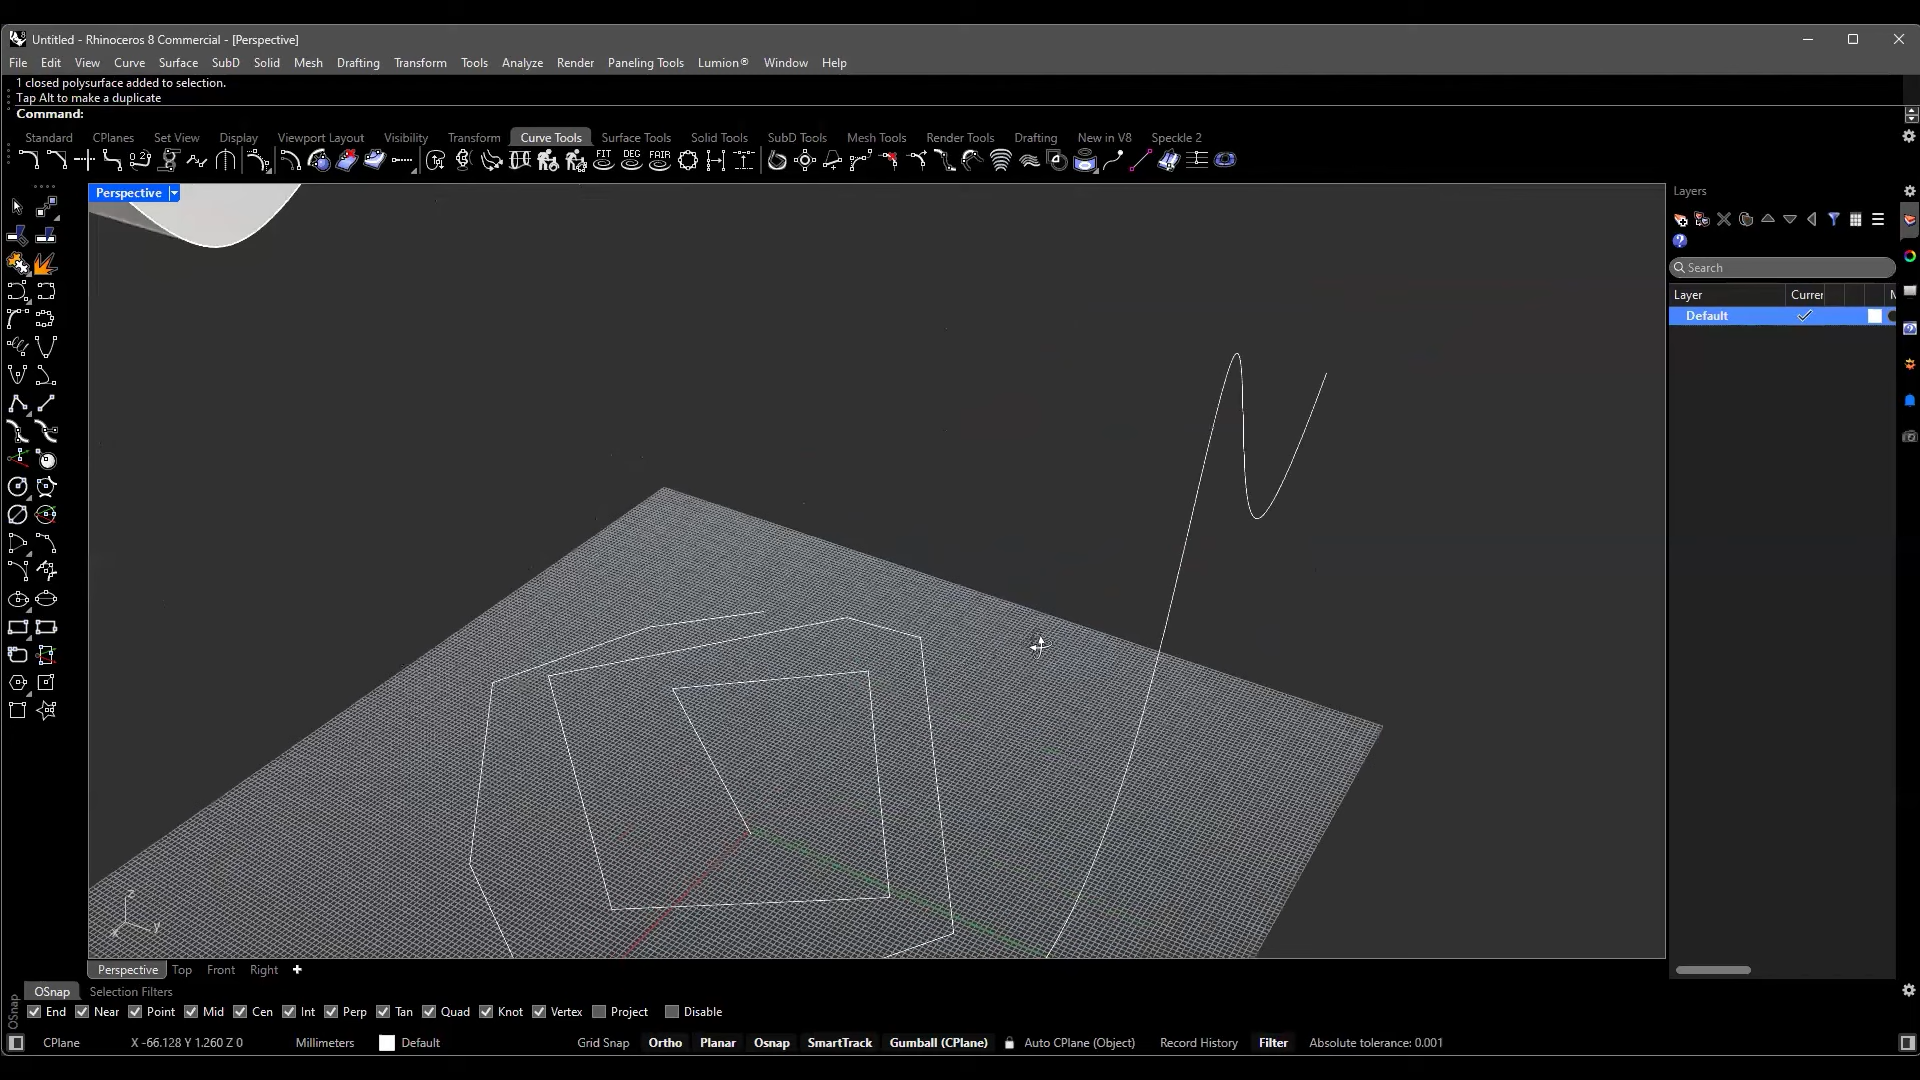 Untitled - Rhinoceros 8 Commercial - [Perspective]
File Edit View Curve Surface SubD Solid Mesh Drafting Transform Tools Analyze Render Paneling Tools Lumion® Window Help
1 closed polysurface added to selection.
Tap Alt to make a duplicate
Command:
Standard CPlanes Set View Display Viewport Layout Visibility Transform Curve Tools Surface Tools Solid Tools SubD Tools Mesh Tools Render Tools Drafting New in V8 Speckle 2
FIT DEG FAIR
Perspective
Layers
Search
Layer Currer
Default
z
x y
Perspective Top Front Right
OSnap Selection Filters
OSnap
End Near Point Mid Cen Int Perp Tan Quad Knot Vertex Project Disable
CPlane X -66.128 Y 1.260 Z 0 Millimeters Default Grid Snap Ortho Planar Osnap SmartTrack Gumball (CPlane) Auto CPlane (Object) Record History Filter Absolute tolerance: 0.001